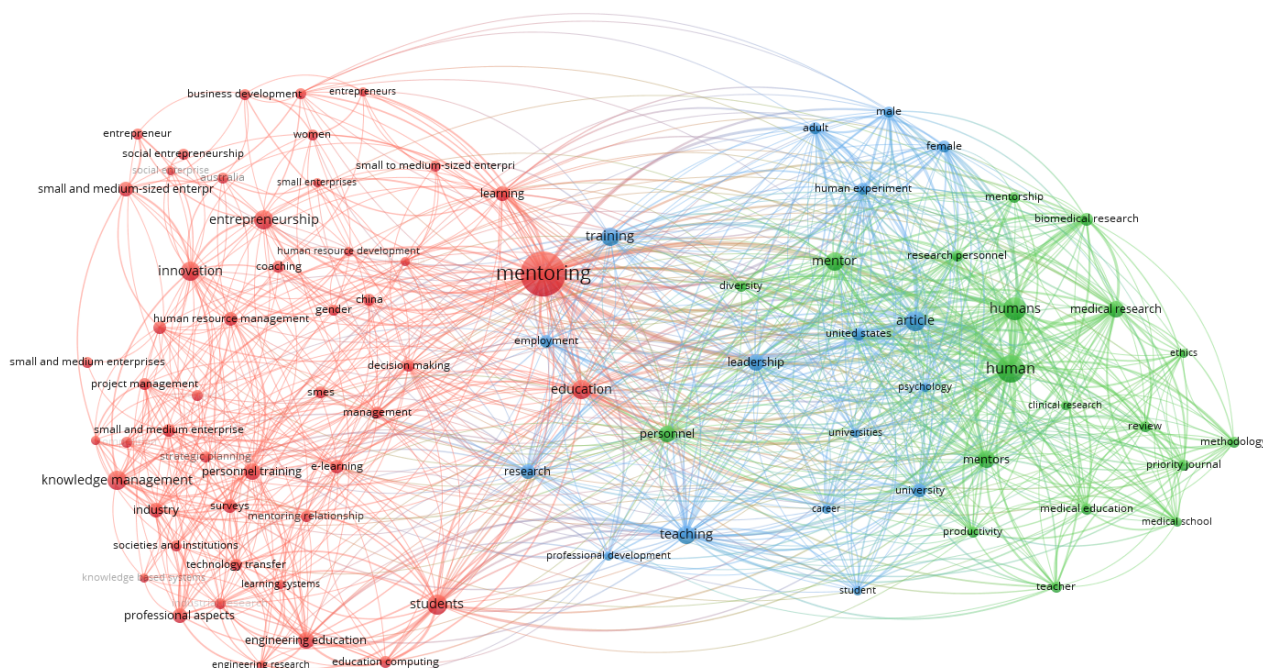 business development
entrepreneurs
male
adult
entrepreneur
women
female
social entrepreneurship
small to medium-sized enterpri
social enterprise
australia
small enterprises
small and medium-sized enterpr
learning
human experiment
mentorship
entrepreneurship
biomedical research
training
human resource development
research personnel
mentor
innovation
coaching
mentoring
diversity
china
gender
humans
medical research
human resource management
article
united states
employment
ethics
small and medium enterprises
decision making
leadership
human
project management
education
psychology
smes
clinical research
management
review
small and medium enterprise
personnel
universities
methodology
strategic planning
mentors
priority journal
personnel training
e-learning
research
knowledge management
university
industry
surveys
mentoring relationship
career
medical education
medical school
teaching
productivity
societies and institutions
professional development
technology transfer
knowledge based systems
learning systems
student
teacher
students
professional aspects
engineering education
engineering research
education computing